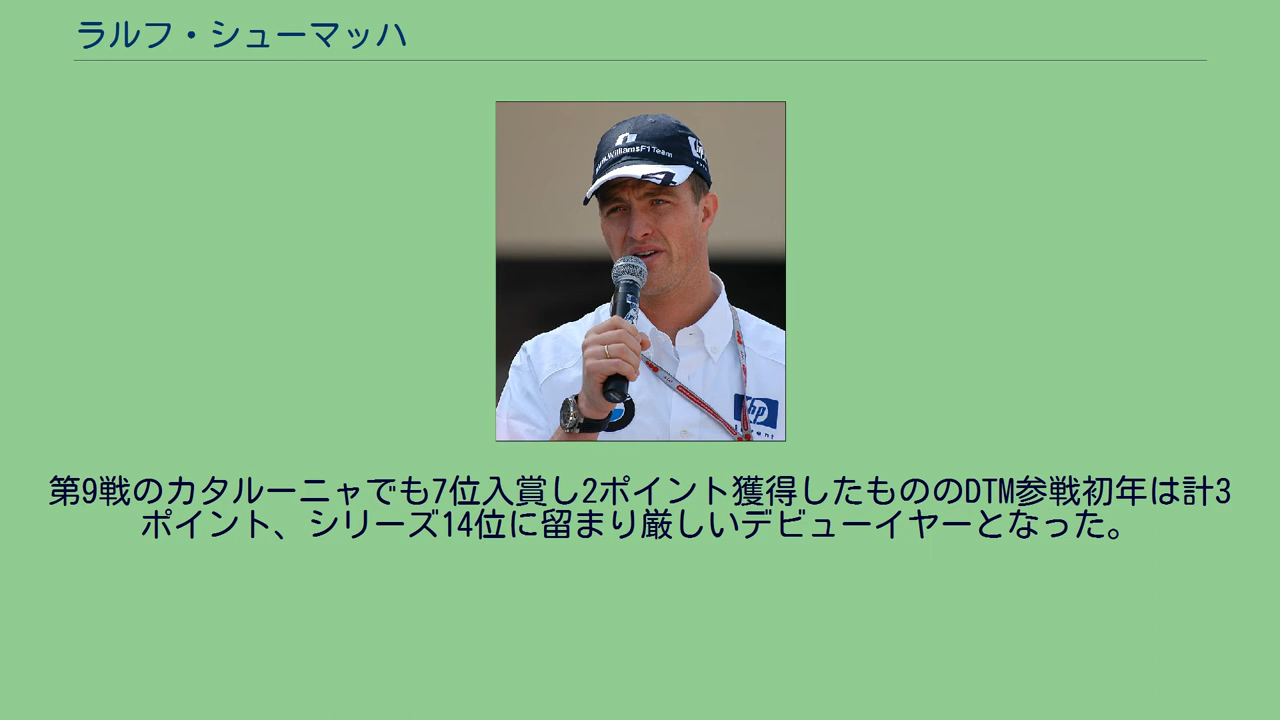 ラルフ・シューマッハ
WilliamsF1Team
hp
4
hp
第9戦のカタルーニャでも7位入賞し2ポイント獲得したもののDTM参戦初年は計3
ポイント、シリーズ14位に留まり厳しいデビューイヤーとなった。